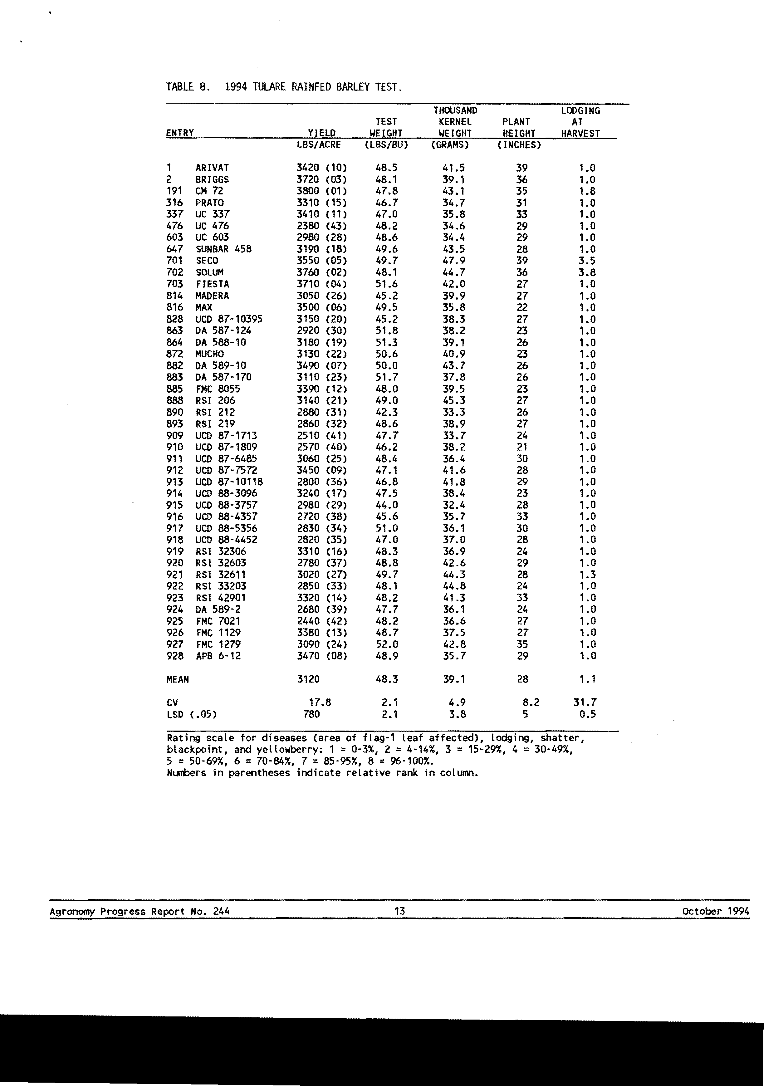 TABLE 8. 1994 TULARE RAINFED BARLEY TEST.
THOUSAND LODGING
TEST KERNEL PLANT AT
ENTRY YIELD WEIGHT WEIGHT HEIGHT HARVEST
LBS/ACRE (LBS/BU) (GRAMS) (INCHES)
1 ARIVAT 3420 (10) 48.5 41.5 39 1.0
2 BRIGGS 3720 (03) 48.1 39.1 36 1.0
191 CM 72 3800 (01) 47.8 43.1 35 1.8
316 PRATO 3310 (15) 46.7 34.7 31 1.0
337 UC 337 3410 (11) 47.0 35.8 33 1.0
476 UC 476 2380 (43) 48.2 34.6 29 1.0
603 UC 603 2980 (28) 48.6 34.4 29 1.0
647 SUNBAR 458 3190 (18) 49.6 43.5 28 1.0
701 SECO 3550 (05) 49.7 47.9 39 3.5
702 SOLUM 3760 (02) 48.1 44.7 36 3.8
703 FIESTA 3710 (04) 51.6 42.0 27 1.0
814 MADERA 3050 (26) 45.2 39.9 27 1.0
816 MAX 3500 (06) 49.5 35.8 22 1.0
828 UCD 87-10395 3150 (20) 45.2 38.3 27 1.0
863 DA 587-124 2920 (30) 51.8 38.2 23 1.0
864 DA 588-10 3180 (19) 51.3 39.1 26 1.0
872 MUCHO 3130 (22) 50.6 40.9 23 1.0
882 DA 589-10 3490 (07) 50.0 43.7 26 1.0
883 DA 587-170 3110 (23) 51.7 37.8 26 1.0
885 FMC 8055 3390 (12) 48.0 39.5 23 1.0
888 RSI 206 3140 (21) 49.0 45.3 27 1.0
890 RSI 212 2880 (31) 42.3 33.3 26 1.0
893 RSI 219 2860 (32) 48.6 38.9 27 1.0
909 UCD 87-1713 2510 (41) 47.7 33.7 24 1.0
910 UCD 87-1809 2570 (40) 46.2 38.2 21 1.0
911 UCD 87-6485 3060 (25) 48.4 36.4 30 1.0
912 UCD 87-7572 3450 (09) 47.1 41.6 28 1.0
913 UCD 87-10118 2800 (36) 46.8 41.8 29 1.0
914 UCD 88-3096 3240 (17) 47.5 38.4 23 1.0
915 UCD 88-3757 2980 (29) 44.0 32.4 28 1.0
916 UCD 88-4357 2720 (38) 45.6 35.7 33 1.0
917 UCD 88-5356 2830 (34) 51.0 36.1 30 1.0
918 UCD 88-4452 2820 (35) 47.0 37.0 28 1.0
919 RSI 32306 3310 (16) 48.3 36.9 24 1.0
920 RSI 32603 2780 (37) 48.8 42.6 29 1.0
921 RSI 32611 3020 (27) 49.7 44.3 28 1.3
922 RSI 33203 2850 (33) 48.1 44.8 24 1.0
923 RSI 42901 3320 (14) 48.2 41.3 33 1.0
924 DA 589-2 2680 (39) 47.7 36.1 24 1.0
925 FMC 7021 2440 (42) 48.2 36.6 27 1.0
926 FMC 1129 3380 (13) 48.7 37.5 27 1.0
927 FMC 1279 3090 (24) 52.0 42.8 35 1.0
928 APB 6-12 3470 (08) 48.9 35.7 29 1.0
MEAN 3120 48.3 39.1 28 1.1
CV 17.8 2.1 4.9 8.2 31.7
LSD (.05) 780 2.1 3.8 5 0.5
Rating scale for diseases (area of flag-1 leaf affected), lodging, shatter,
blackpoint, and yellowberry: 1 = 0-3%, 2 = 4-14%, 3 = 15-29%, 4 = 30-49%,
5 = 50-69%, 6 = 70-84%, 7 = 85-95%, 8 = 96-100%.
Numbers in parentheses indicate relative rank in column.
Agronomy Progress Report No. 244 13 October 1994